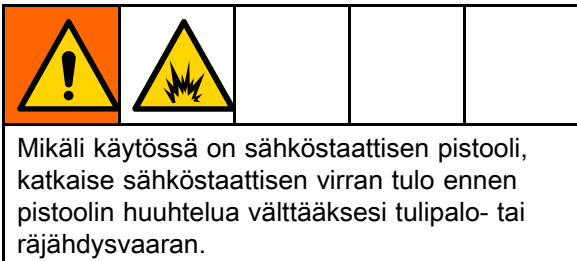 Mikäli käytössä on sähköstaattisen pistooli,
katkaise sähköstaattisen virran tulo ennen
pistoolin huuhtelua välttääksesi tulipalo- tai
räjähdysvaaran.